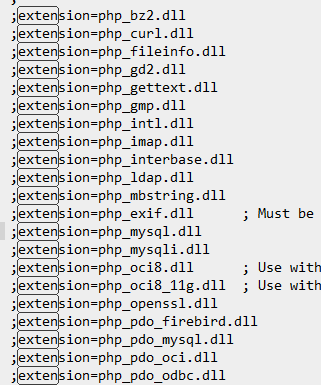 ;extension=php_bz2.dll
;extension=php_curl.dll
;extension=php_fileinfo.dll
;extension=php_gd2.dll
;extension=php_gettext.dll
;extension=php_gmp.dll
;extension=php_intl.dll
;extension=php_imap.dll
;extension=php_interbase.dll
;extension=php_ldap.dll
;extension=php_mbstring.dll
;extension=php_exif.dll      ; Must be
;extension=php_mysql.dll
;extension=php_mysqli.dll
;extension=php_oci8.dll      ; Use with
;extension=php_oci8_11g.dll  ; Use with
;extension=php_openssl.dll
;extension=php_pdo_firebird.dll
;extension=php_pdo_mysql.dll
;extension=php_pdo_oci.dll
;extension=php_pdo_odbc.dll